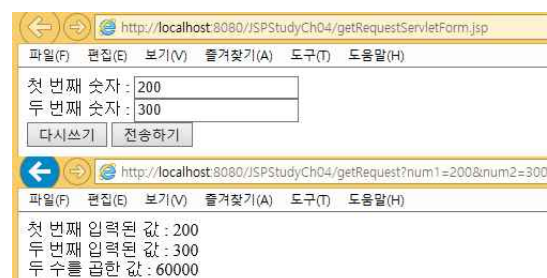 http://localhost:8080/JSPStudyCh04/getRequestServletForm.jsp
파일(F) 편집(E) 보기(V) 즐겨찾기(A) 도구(T) 도움말(H)
첫 번째 숫자 : 200
두 번째 숫자 : 300
다시쓰기 전송하기
http://localhost:8080/JSPStudyCh04/getRequest?num1=200&num2=300
파일(F) 편집(E) 보기(V) 즐겨찾기(A) 도구(T) 도움말(H)
첫 번째 입력된 값 : 200
두 번째 입력된 값 : 300
두 수를 곱한 값 : 60000